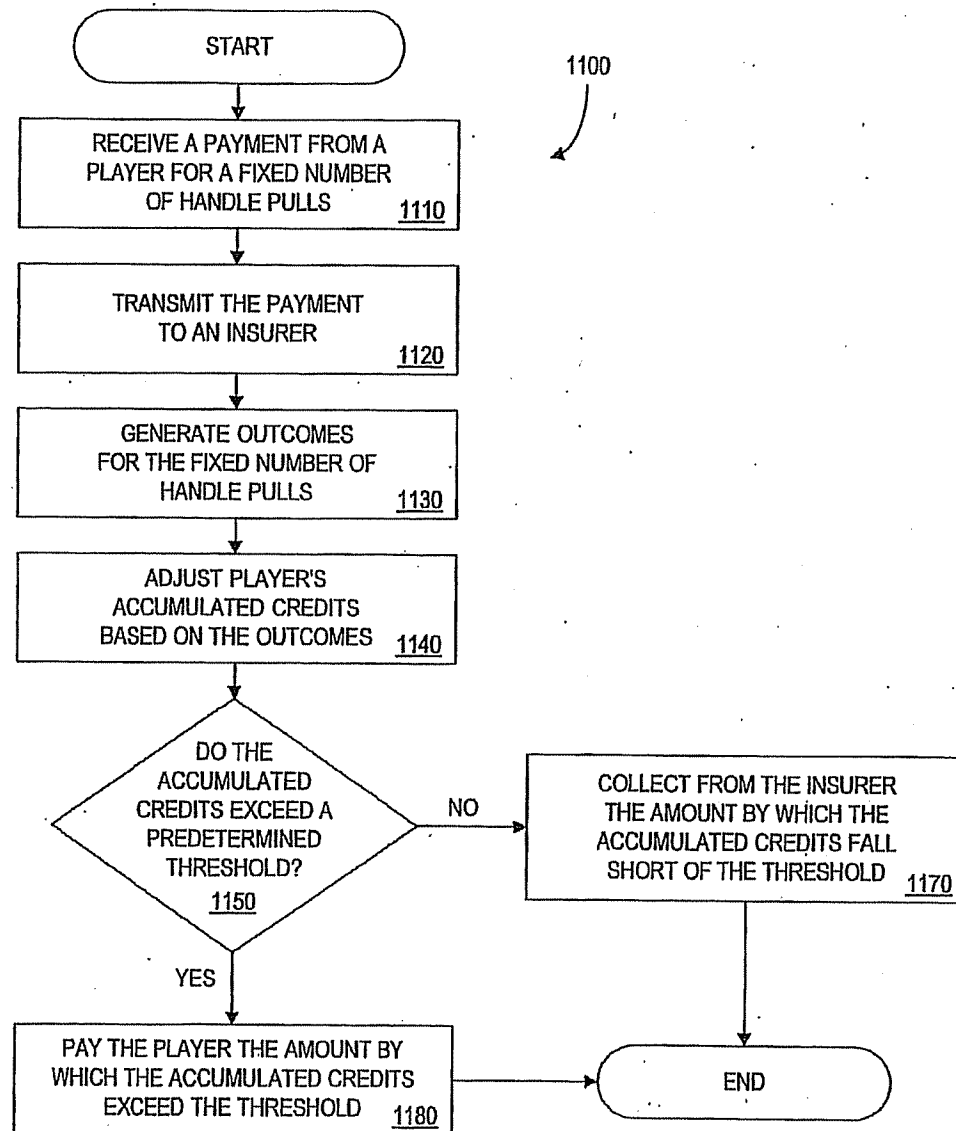 START
1100
RECEIVE A PAYMENT FROM A
PLAYER FOR A FIXED NUMBER
OF HANDLE PULLS
1110
TRANSMIT THE PAYMENT
TO AN INSURER
1120
GENERATE OUTCOMES
FOR THE FIXED NUMBER OF
HANDLE PULLS
1130
ADJUST PLAYER'S
ACCUMULATED CREDITS
BASED ON THE OUTCOMES
1140
DO THE
ACCUMULATED
CREDITS EXCEED A
PREDETERMINED
THRESHOLD?
1150
NO
COLLECT FROM THE INSURER
THE AMOUNT BY WHICH THE
ACCUMULATED CREDITS FALL
SHORT OF THE THRESHOLD
1170
YES
PAY THE PLAYER THE AMOUNT BY
WHICH THE ACCUMULATED CREDITS
EXCEED THE THRESHOLD
1180
END